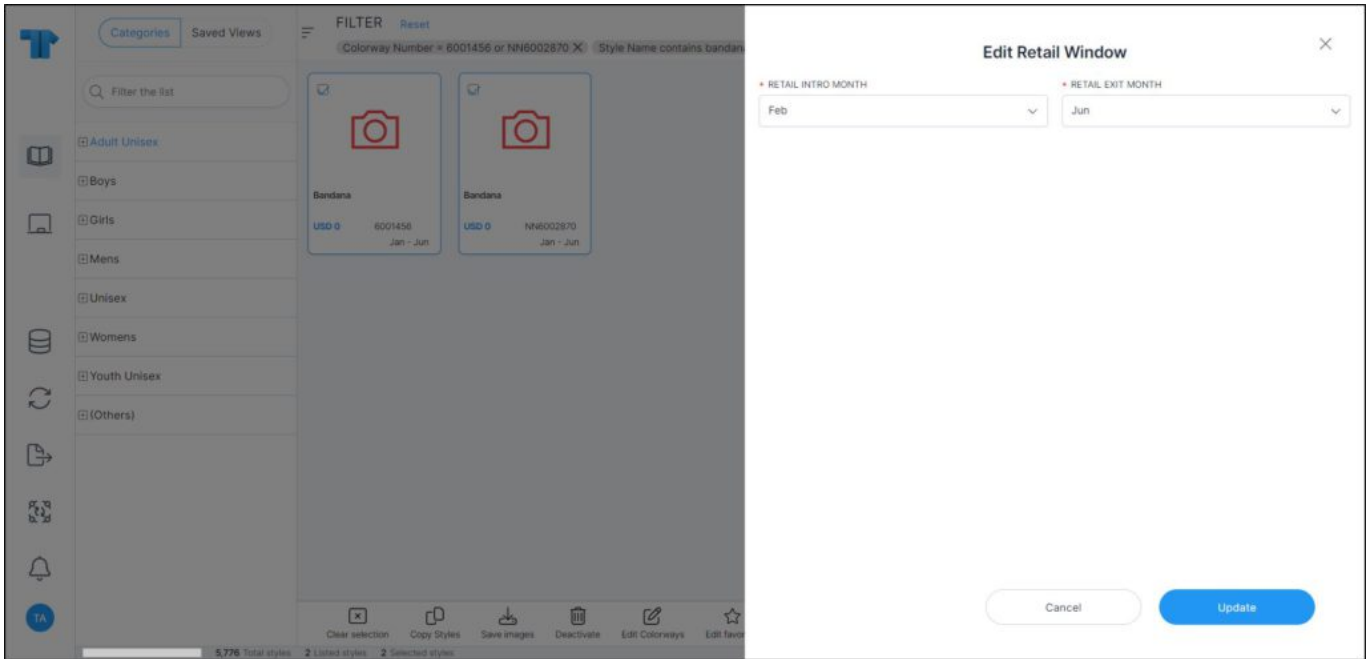 Categories
Saved Views
Filter the list
Adult Unisex
Boys
Girls
Mens
Unisex
Womens
Youth Unisex
(Others)
TA
FILTER Reset
Colorway Number = 6001456 or NN6002870 X Style Name contains bandan
Bandana
USD 0 6001456
Jan - Jun
Bandana
USD 0 NN6002870
Jan - Jun
Clear selection
Copy Styles
Save images
Deactivate
Edit Colorways
Edit favor
5,776 Total styles 2 Listed styles 2 Selected styles
Edit Retail Window
* RETAIL INTRO MONTH
Feb
* RETAIL EXIT MONTH
Jun
Cancel
Update